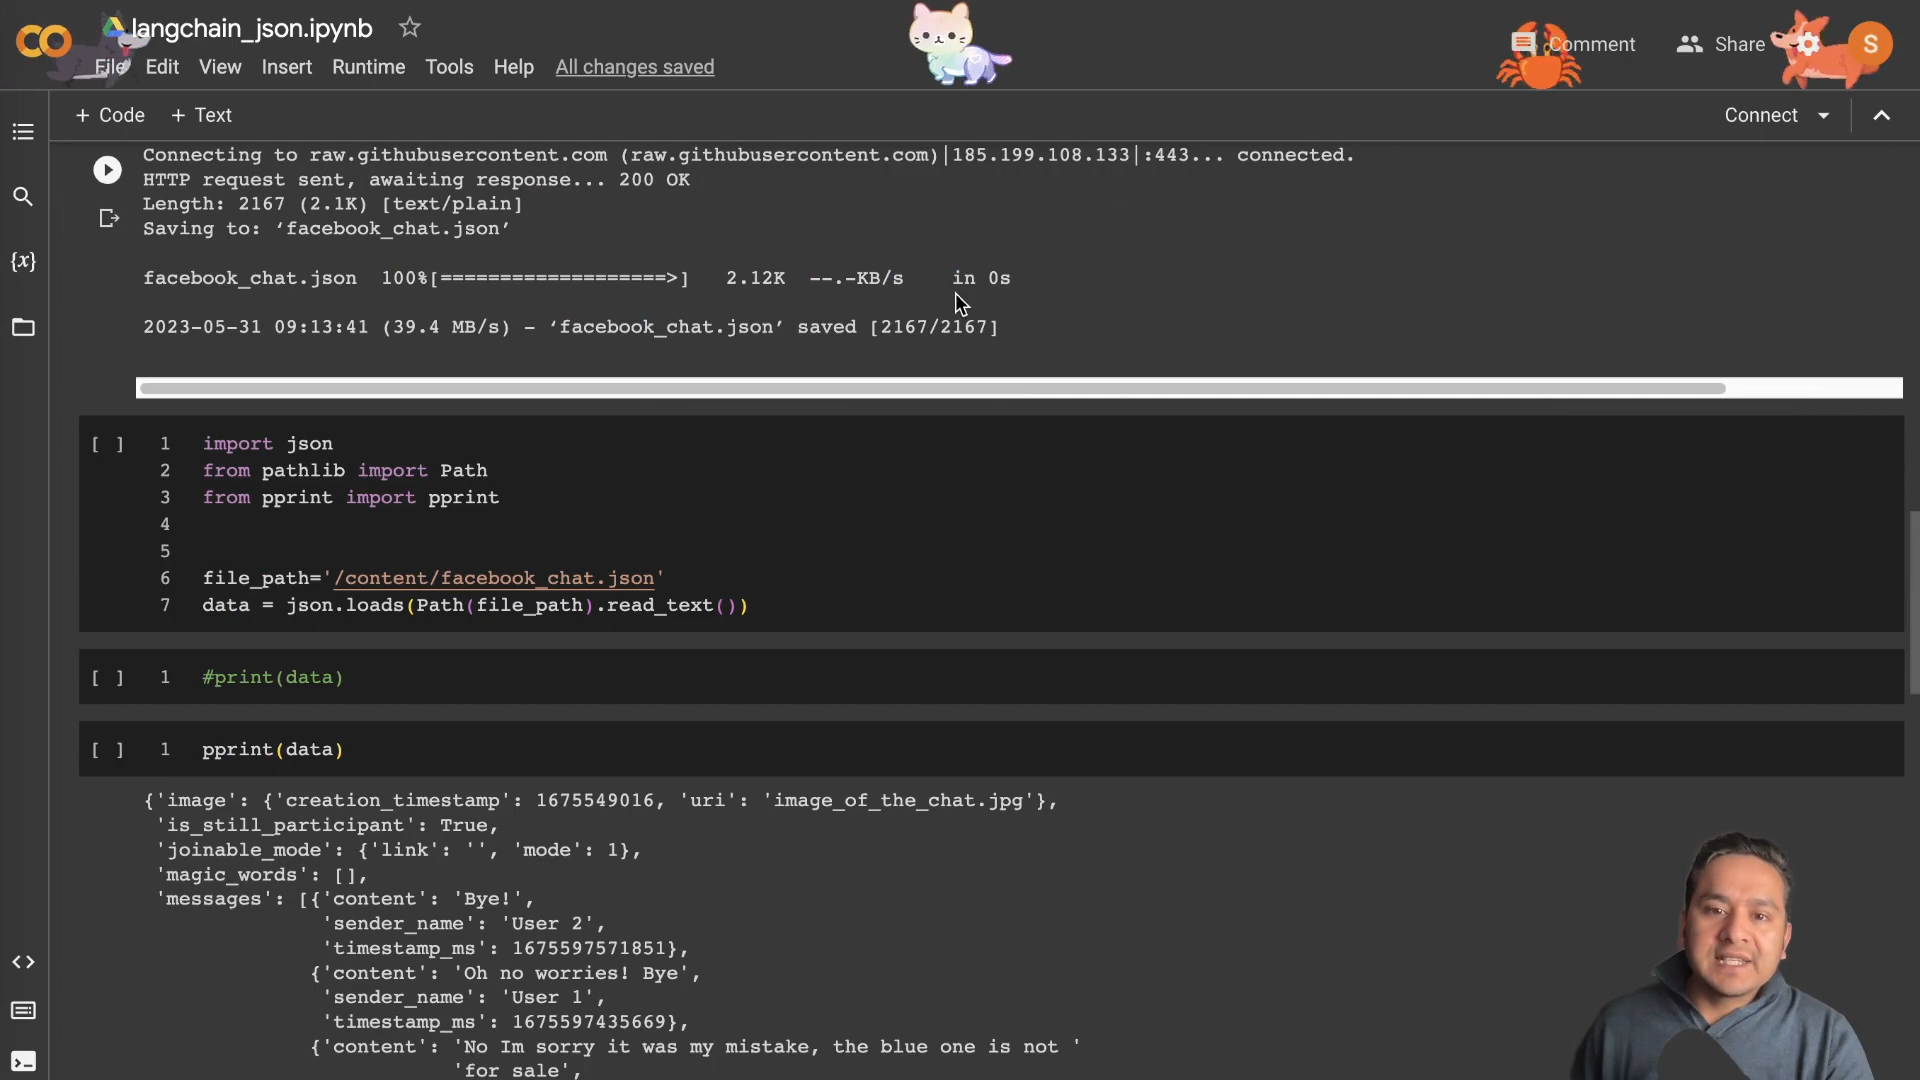 langchain_json.ipynb
Comment
Share
S
File Edit View Insert Runtime Tools Help All changes saved
+ Code + Text
Connect
Connecting to raw.githubusercontent.com (raw.githubusercontent.com)|185.199.108.133|:443... connected.
HTTP request sent, awaiting response... 200 OK
Length: 2167 (2.1K) [text/plain]
Saving to: ‘facebook_chat.json’
facebook_chat.json 100%[===================>] 2.12K --.-KB/s in 0s
2023-05-31 09:13:41 (39.4 MB/s) - ‘facebook_chat.json’ saved [2167/2167]
[ ] 1 import json
2 from pathlib import Path
3 from pprint import pprint
4
5
6 file_path='/content/facebook_chat.json'
7 data = json.loads(Path(file_path).read_text())
[ ] 1 #print(data)
[ ] 1 pprint(data)
{'image': {'creation_timestamp': 1675549016, 'uri': 'image_of_the_chat.jpg'},
'is_still_participant': True,
'joinable_mode': {'link': '', 'mode': 1},
'magic_words': [],
'messages': [{'content': 'Bye!',
'sender_name': 'User 2',
'timestamp_ms': 1675597571851},
{'content': 'Oh no worries! Bye',
'sender_name': 'User 1',
'timestamp_ms': 1675597435669},
{'content': 'No Im sorry it was my mistake, the blue one is not '
'for sale',